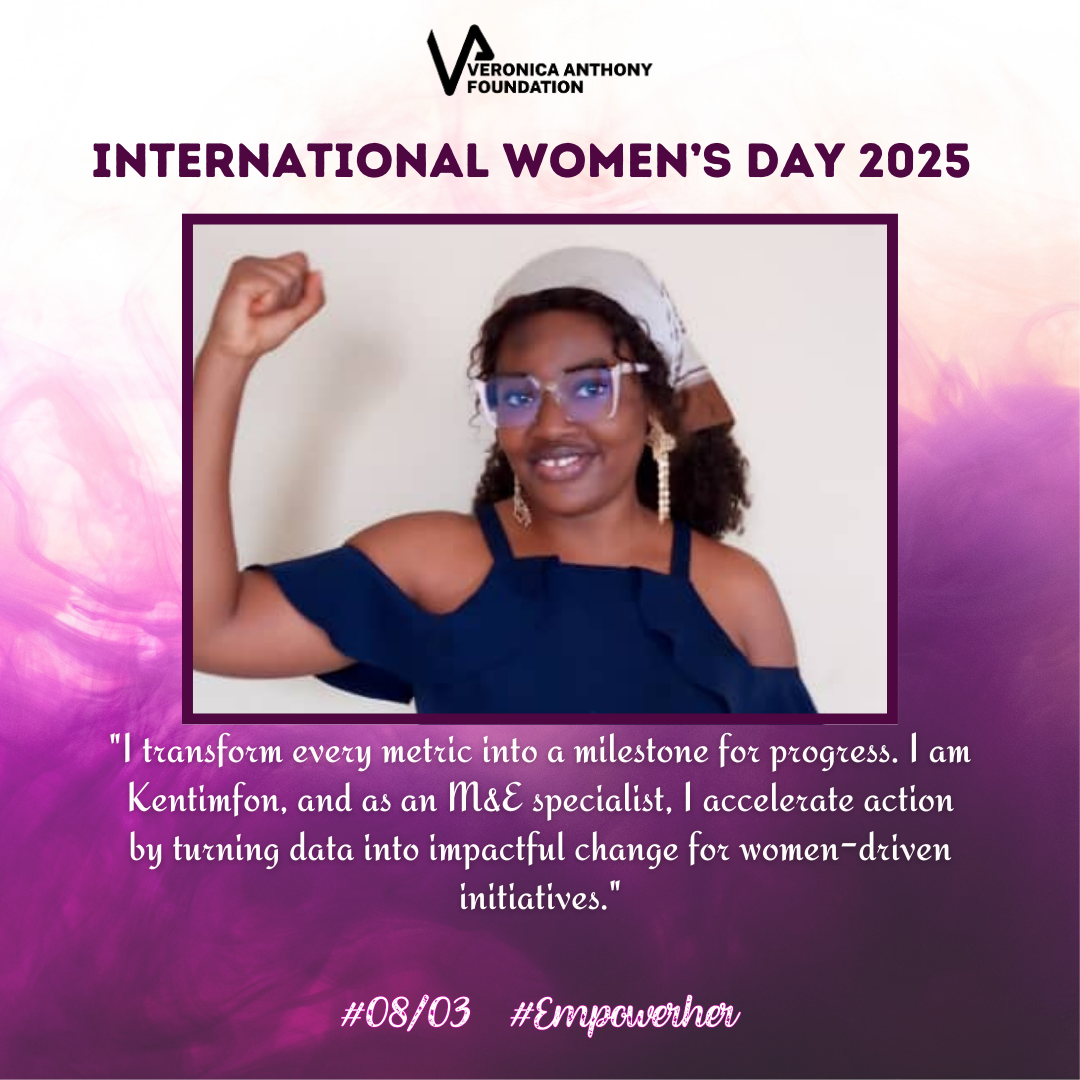 VERONICA ANTHONY
FOUNDATION
INTERNATIONAL WOMEN'S DAY 2025
"I transform every metric into a milestone for progress. I am
Kentimfon, and as an M&E specialist, I accelerate action
by turning data into impactful change for women-driven
initiatives."
#08/03 #Empowerher